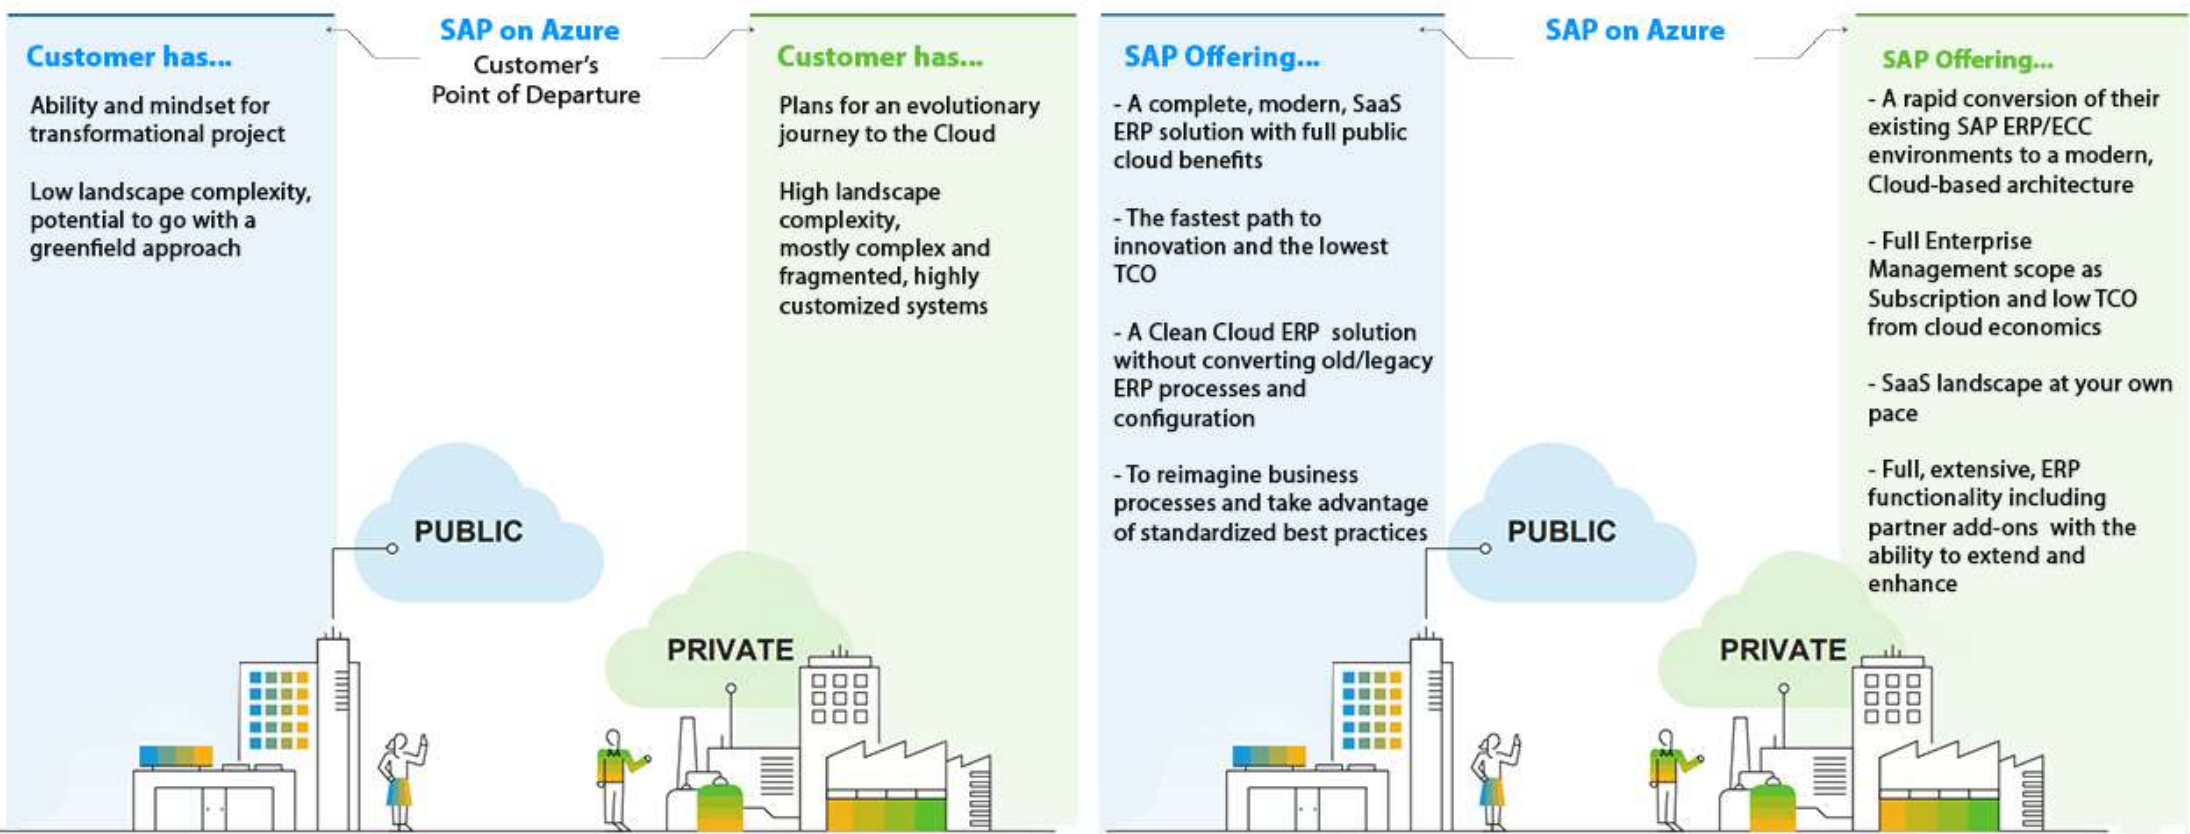 SAP on Azure
Customer's
Point of Departure
Customer has...
Ability and mindset for
transformational project
Low landscape complexity,
potential to go with a
greenfield approach
Customer has...
Plans for an evolutionary
journey to the Cloud
High landscape
complexity,
mostly complex and
fragmented, highly
customized systems
PUBLIC
PRIVATE
SAP on Azure
SAP Offering...
- A complete, modern, SaaS
ERP solution with full public
cloud benefits
- The fastest path to
innovation and the lowest
TCO
- A Clean Cloud ERP solution
without converting old/legacy
ERP processes and
configuration
- To reimagine business
processes and take advantage
of standardized best practices
SAP Offering...
- A rapid conversion of their
existing SAP ERP/ECC
environments to a modern,
Cloud-based architecture
- Full Enterprise
Management scope as
Subscription and low TCO
from cloud economics
- SaaS landscape at your own
pace
- Full, extensive, ERP
functionality including
partner add-ons with the
ability to extend and
enhance
PUBLIC
PRIVATE